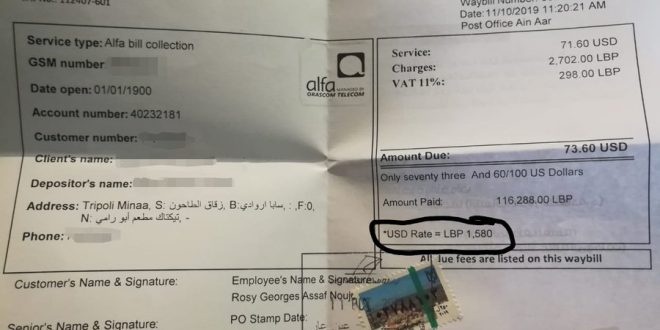 Date: 11/10/2019 11:20:21 AM
Post Office Ain Aar
Service type: Alfa bill collection
GSM number
Date open: 01/01/1900
Account number: 40232181
Customer number:
Client's name:
Depositor's name:
Address: Tripoli Minaa, S: زقاق الطاحون, B: سابا اروادي, : ,F:0,
N: تيكتاك مطعم أبو رامي, -
Phone:
alfa
MANAGED BY
ORASCOM TELECOM
Service: 71.60 USD
Charges: 2,702.00 LBP
VAT 11%: 298.00 LBP
Amount Due: 73.60 USD
Only seventy three And 60/100 US Dollars
Amount Paid: 116,288.00 LBP
*USD Rate = LBP 1,580
All due fees are listed on this waybill
Customer's Name & Signature:
Employee's Name & Signature:
Rosy Georges Assaf Nour
PO Stamp Date:
Senior's Name & Signature: